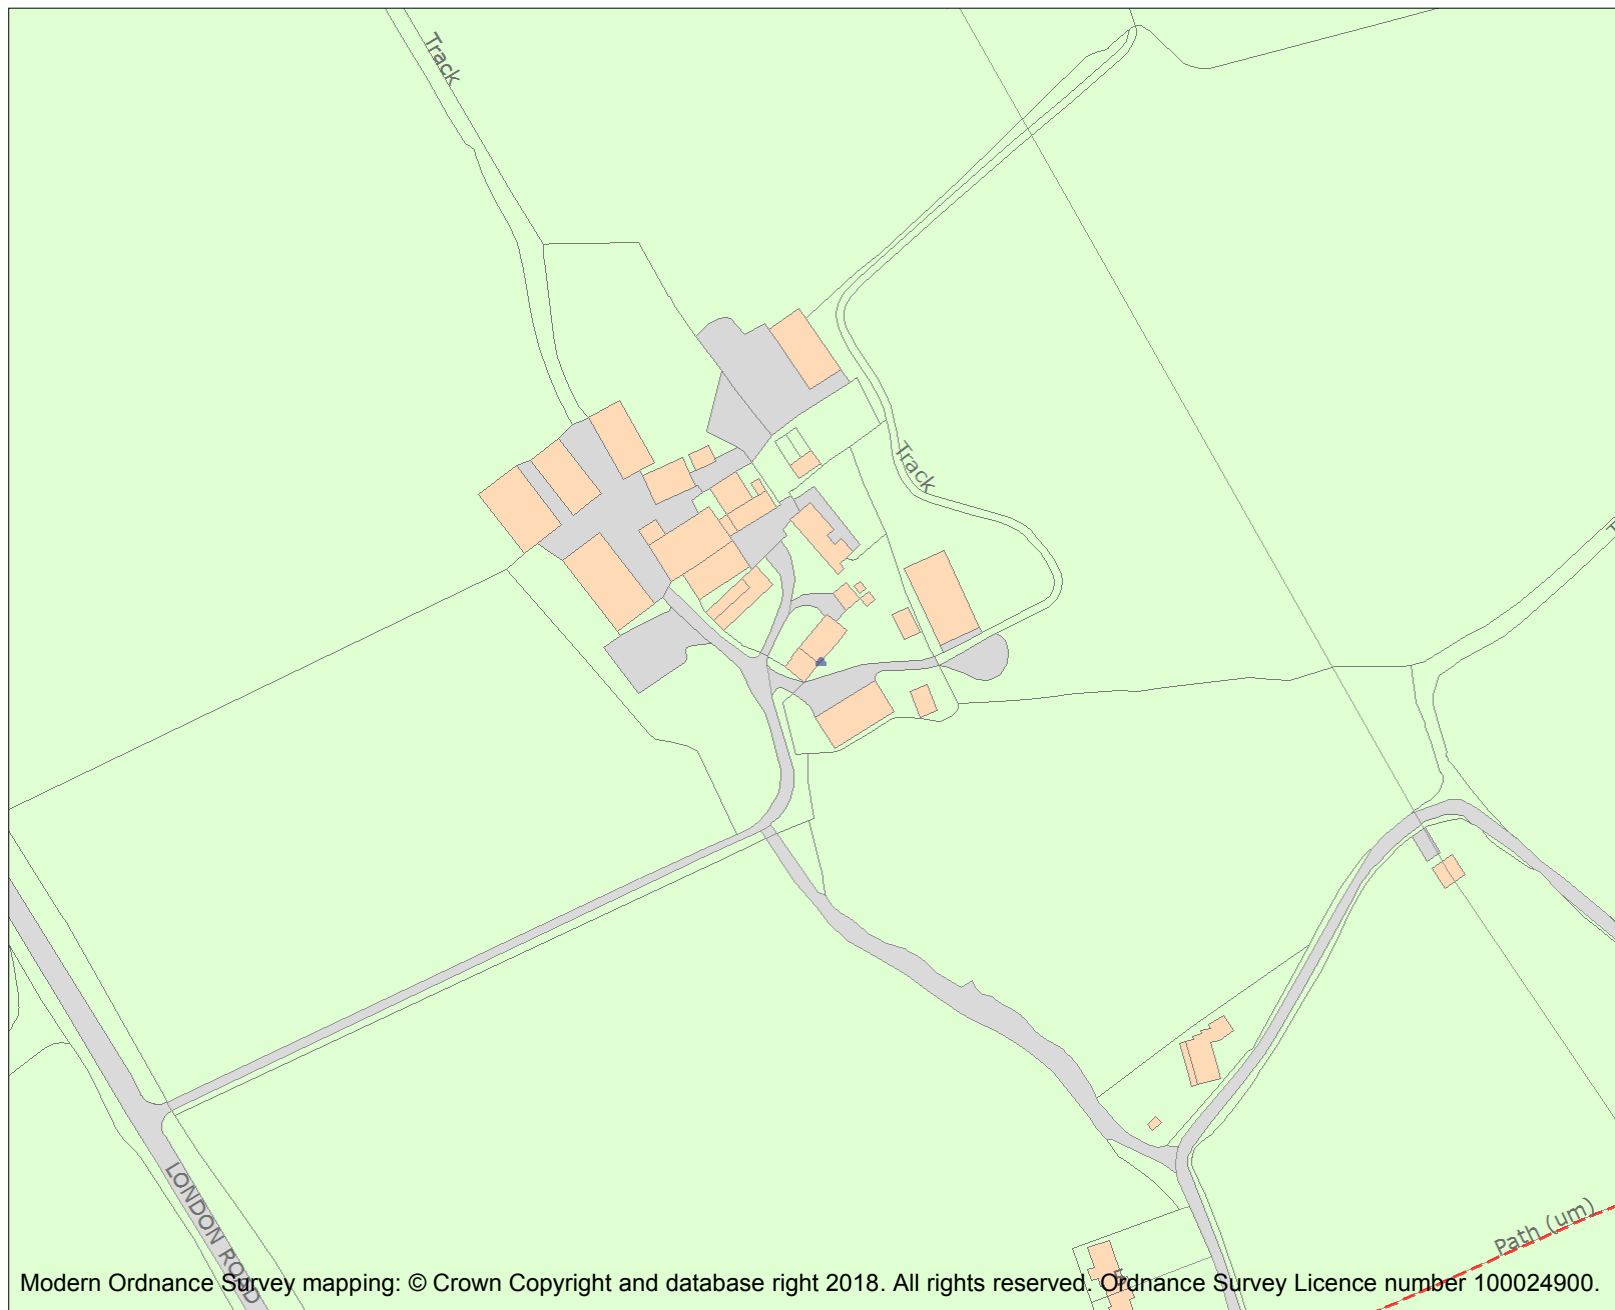 Track
Track
LONDON ROAD
Path (um)
Modern Ordnance Survey mapping: © Crown Copyright and database right 2018. All rights reserved. Ordnance Survey Licence number 100024900.